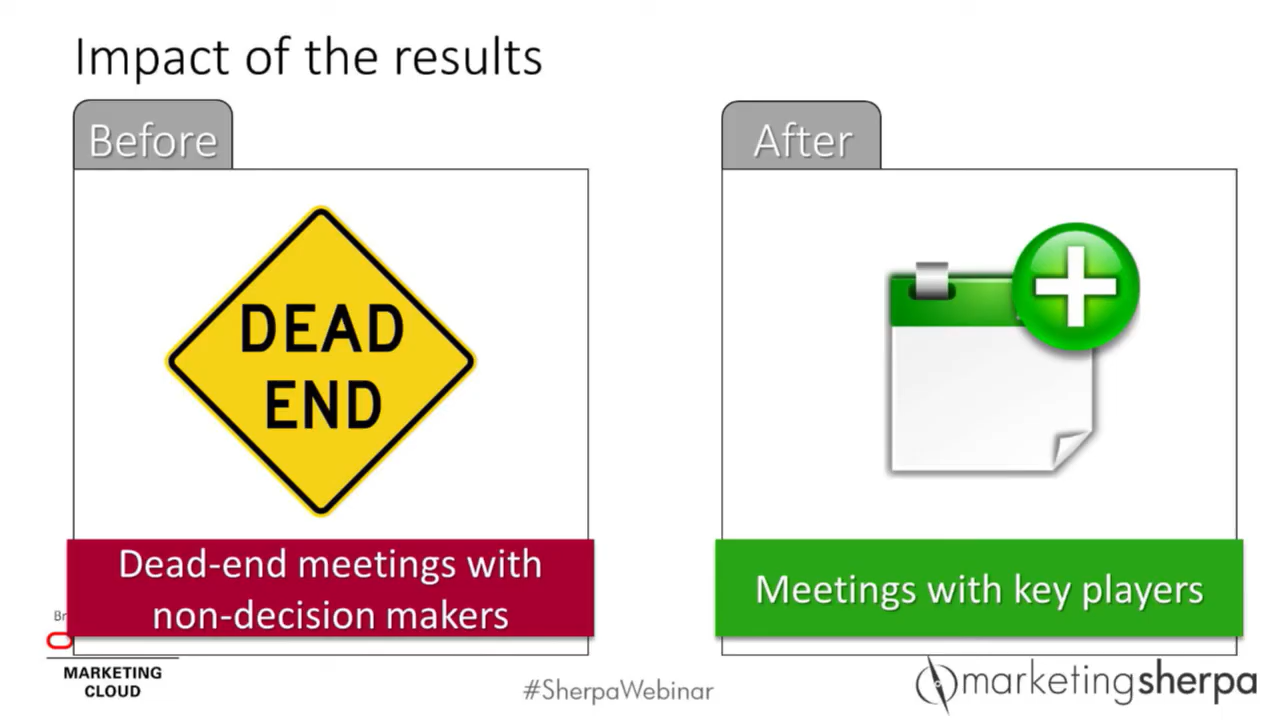 Impact of the results
Before
DEAD
END
Dead-end meetings with
non-decision makers
After
Meetings with key players
MARKETING
CLOUD
#SherpaWebinar
marketingsherpa